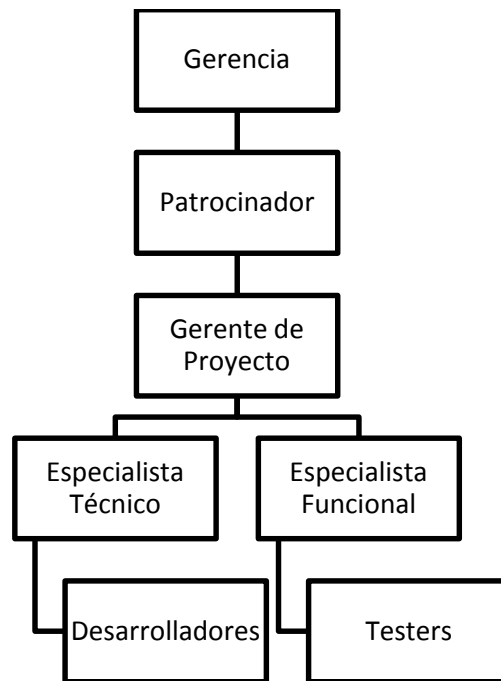 Gerencia
Patrocinador
Gerente de
Proyecto
Especialista
Técnico
Especialista
Funcional
Desarrolladores
Testers